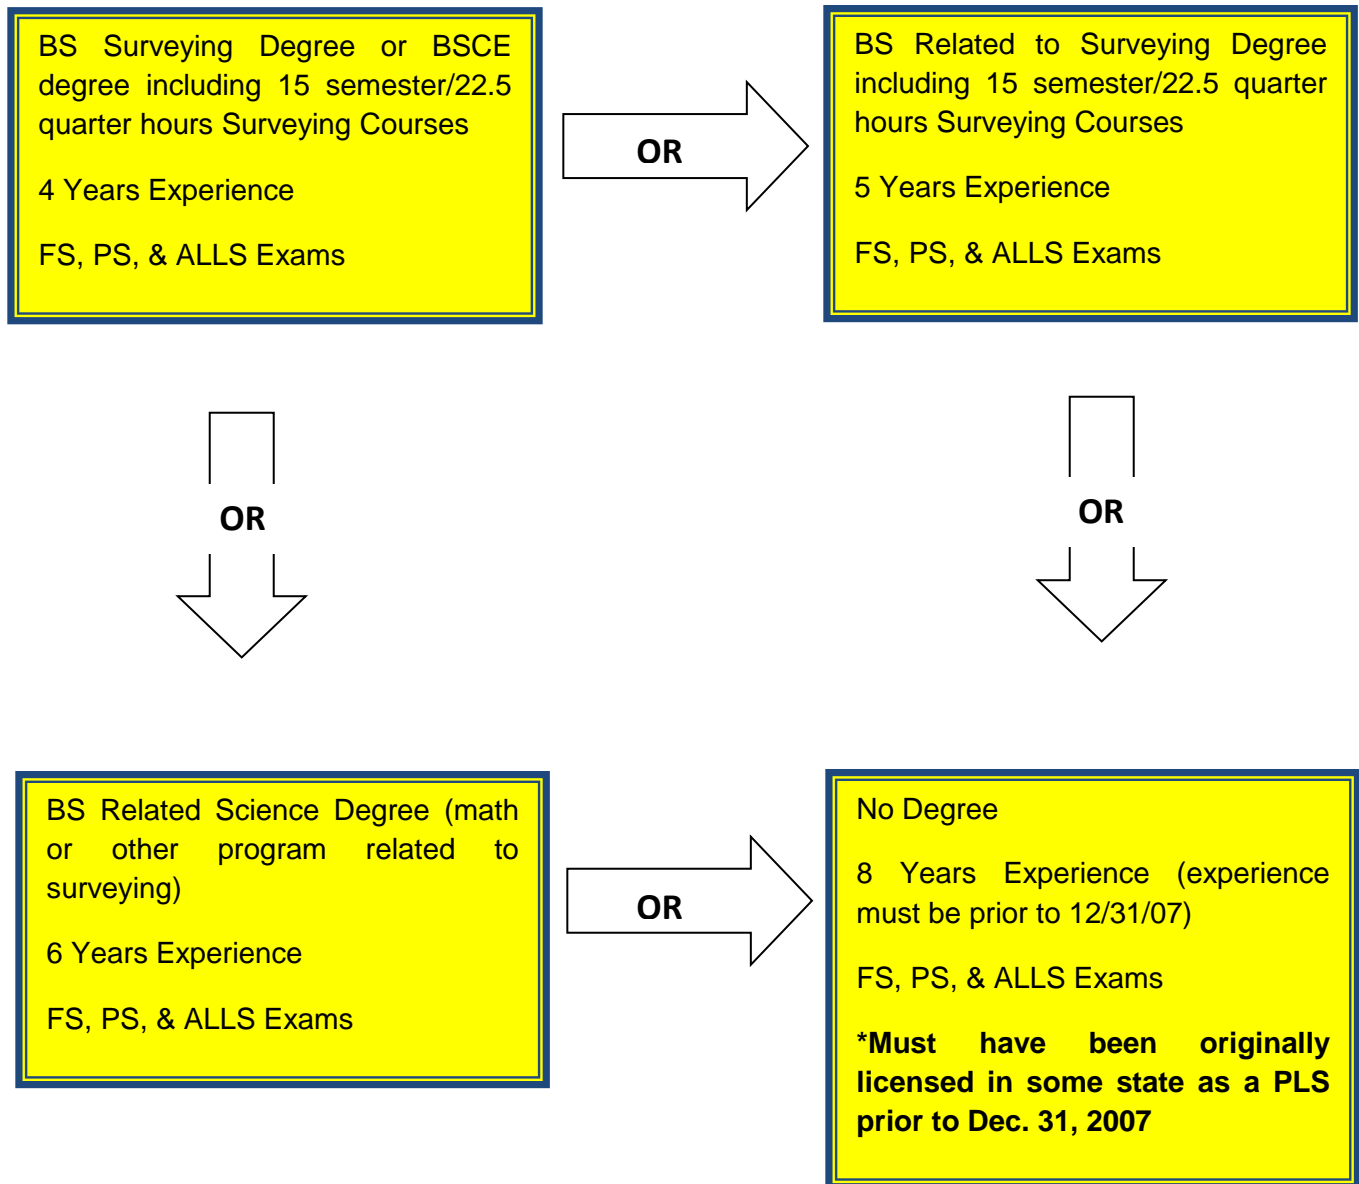 BS Surveying Degree or BSCE
degree including 15 semester/22.5
quarter hours Surveying Courses
4 Years Experience
FS, PS, & ALLS Exams
OR
BS Related to Surveying Degree
including 15 semester/22.5 quarter
hours Surveying Courses
5 Years Experience
FS, PS, & ALLS Exams
OR
OR
BS Related Science Degree (math
or other program related to
surveying)
6 Years Experience
FS, PS, & ALLS Exams
OR
No Degree
8 Years Experience (experience
must be prior to 12/31/07)
FS, PS, & ALLS Exams
*Must have been originally
licensed in some state as a PLS
prior to Dec. 31, 2007